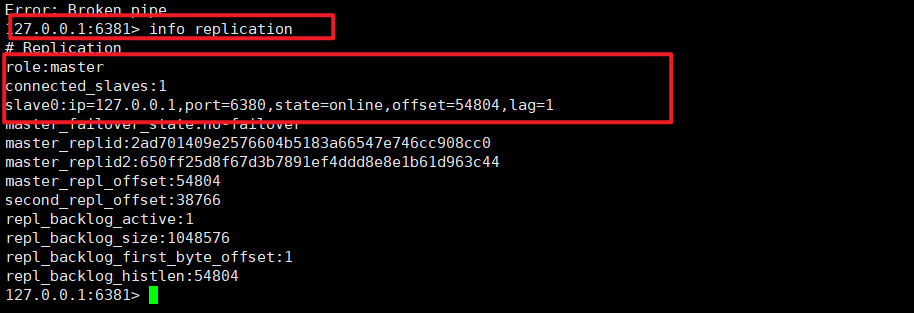 Error: Broken pipe
127.0.0.1:6381> info replication
# Replication
role:master
connected_slaves:1
slave0:ip=127.0.0.1,port=6380,state=online,offset=54804,lag=1
master_failover_state:no-failover
master_replid:2ad701409e2576604b5183a66547e746cc908cc0
master_replid2:650ff25d8f67d3b7891ef4ddd8e8e1b61d963c44
master_repl_offset:54804
second_repl_offset:38766
repl_backlog_active:1
repl_backlog_size:1048576
repl_backlog_first_byte_offset:1
repl_backlog_histlen:54804
127.0.0.1:6381>